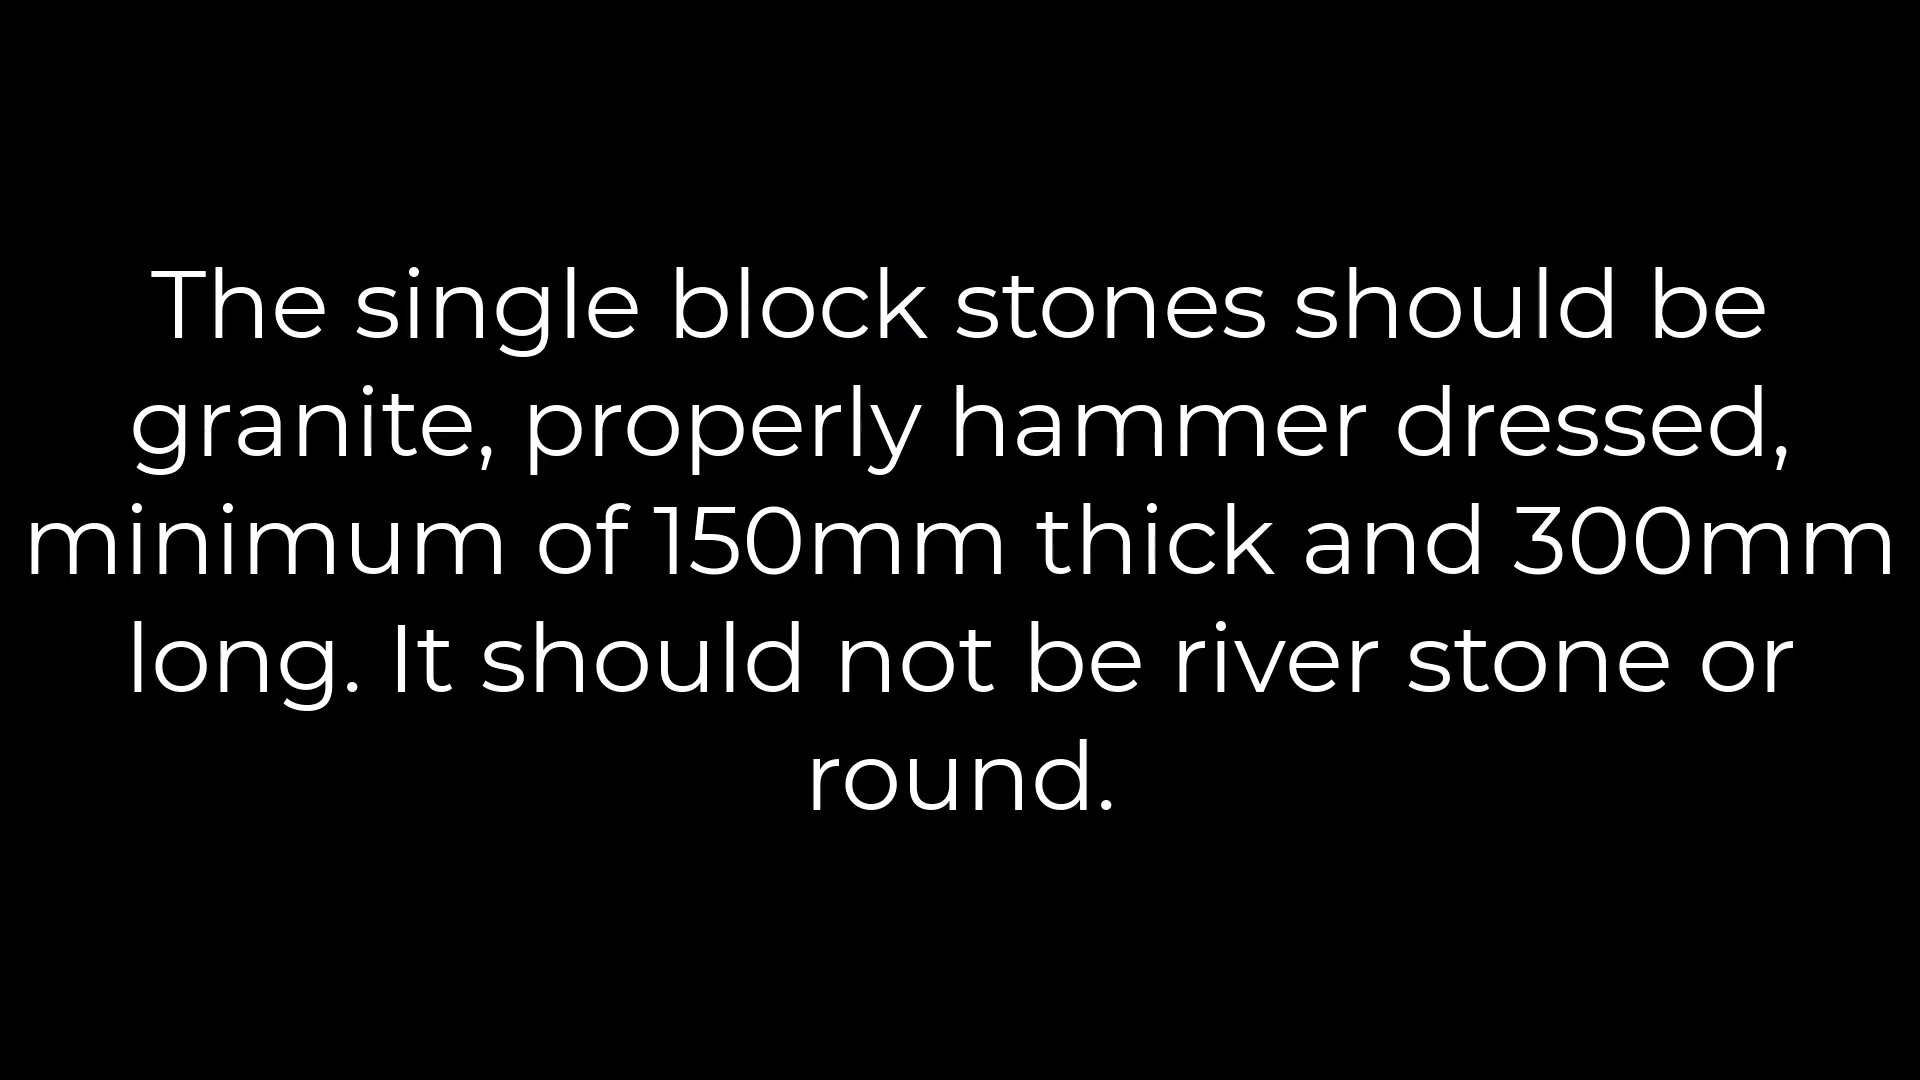 The single block stones should be
granite, properly hammer dressed,
minimum of 150mm thick and 300mm
long. It should not be river stone or
round.